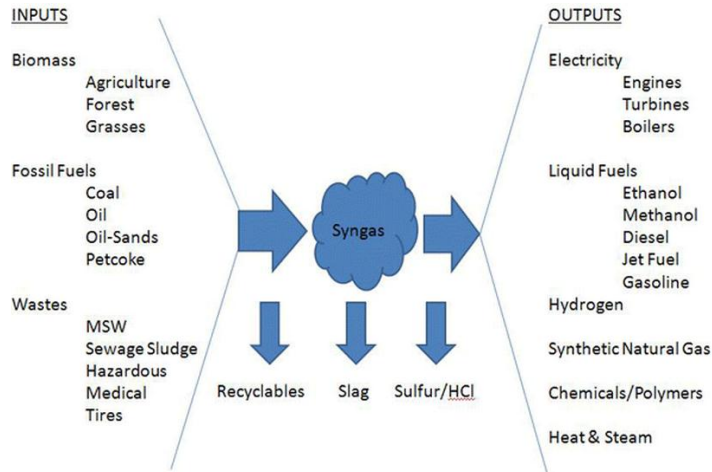 INPUTS
Biomass
Agriculture
Forest
Grasses
Fossil Fuels
Coal
Oil
Oil-Sands
Petcoke
Wastes
MSW
Sewage Sludge
Hazardous
Medical
Tires
Syngas
Recyclables
Slag
Sulfur/HCl
OUTPUTS
Electricity
Engines
Turbines
Boilers
Liquid Fuels
Ethanol
Methanol
Diesel
Jet Fuel
Gasoline
Hydrogen
Synthetic Natural Gas
Chemicals/Polymers
Heat & Steam